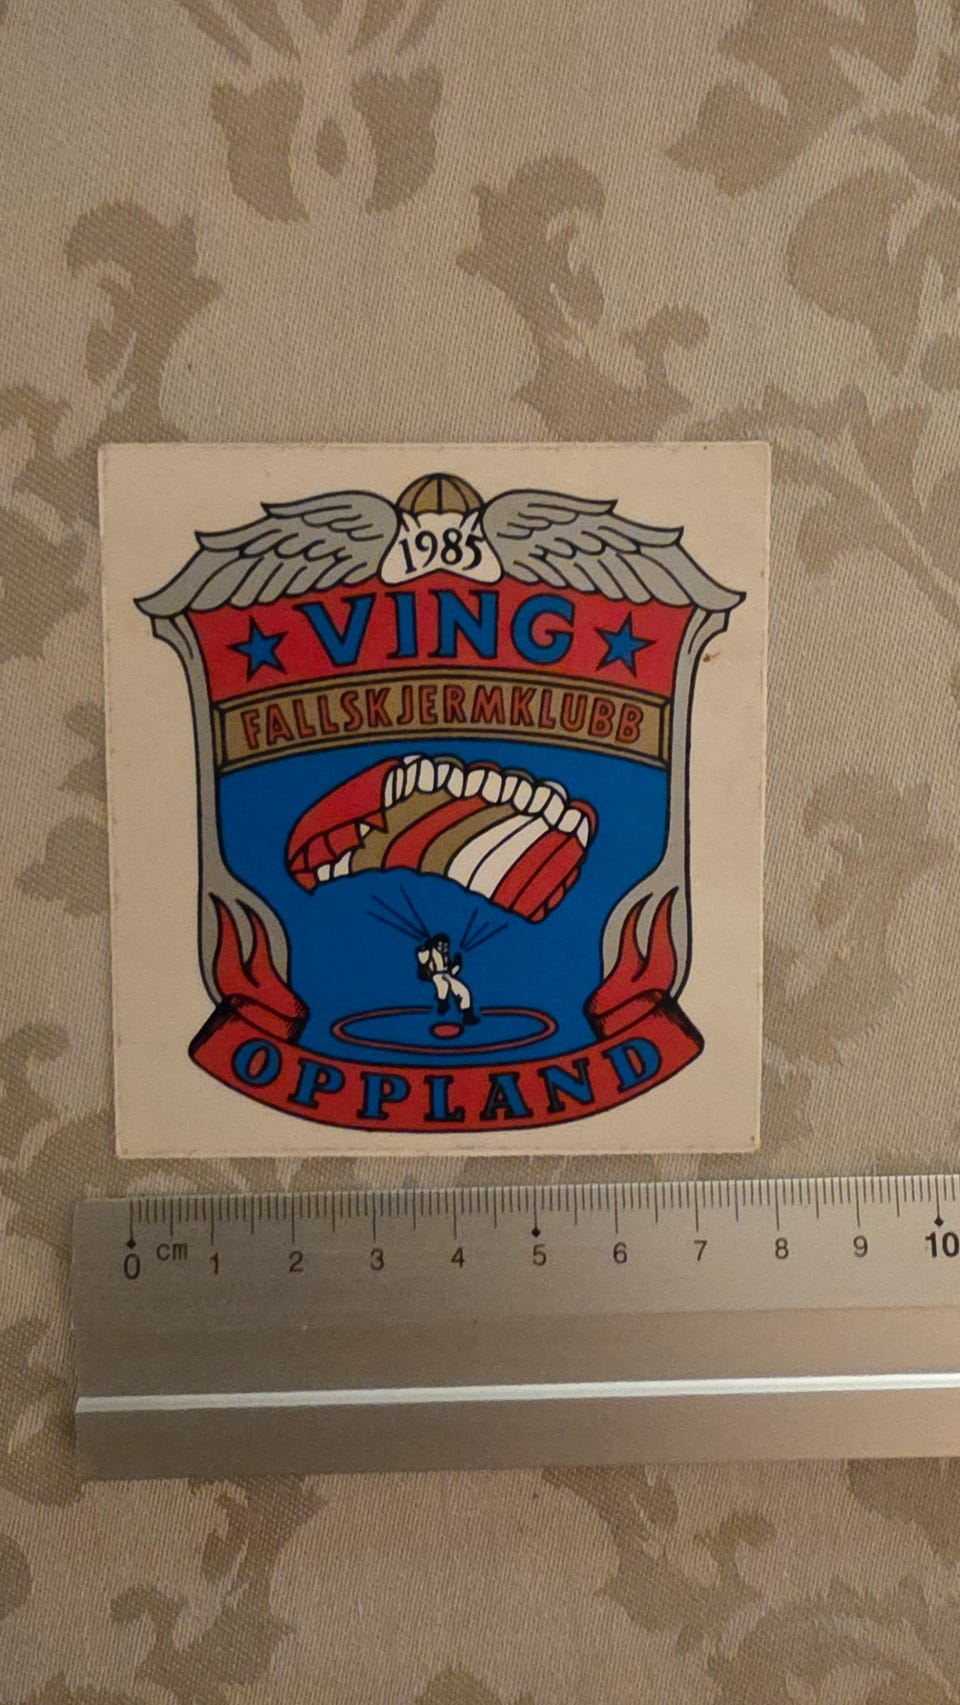 1985
VING
FALLSKJERMKLUBB
OPPLAND
0 cm 1 2 3 4 5 6 7 8 9 10